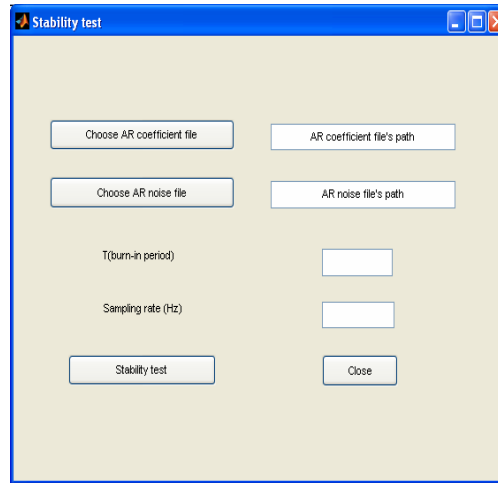 Stability test
Choose AR coefficient file
AR coefficient file's path
Choose AR noise file
AR noise file's path
T(burn-in period)
Sampling rate (Hz)
Stability test
Close